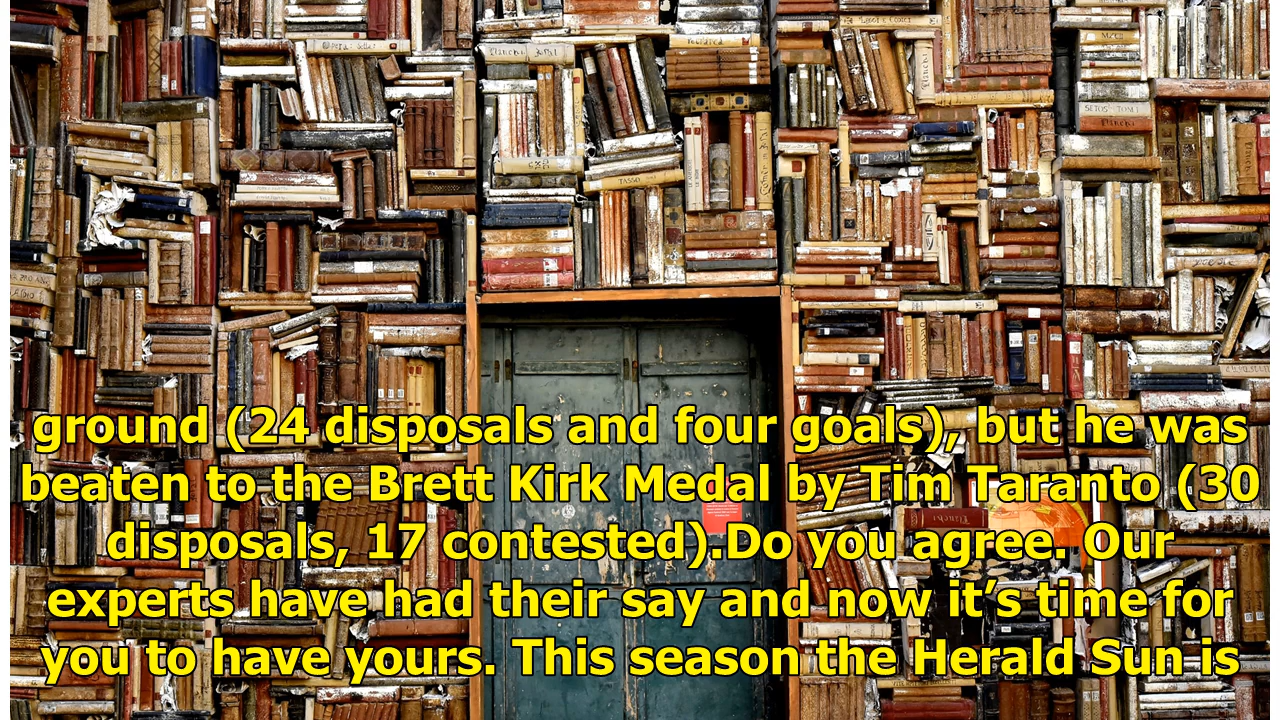 TASSO
ground (24 disposals and four goals), but he was
beaten to the Brett Kirk Medal by Tim Taranto (30
disposals, 17 contested).Do you agree. Our
experts have had their say and now it’s time for
you to have yours. This season the Herald Sun is